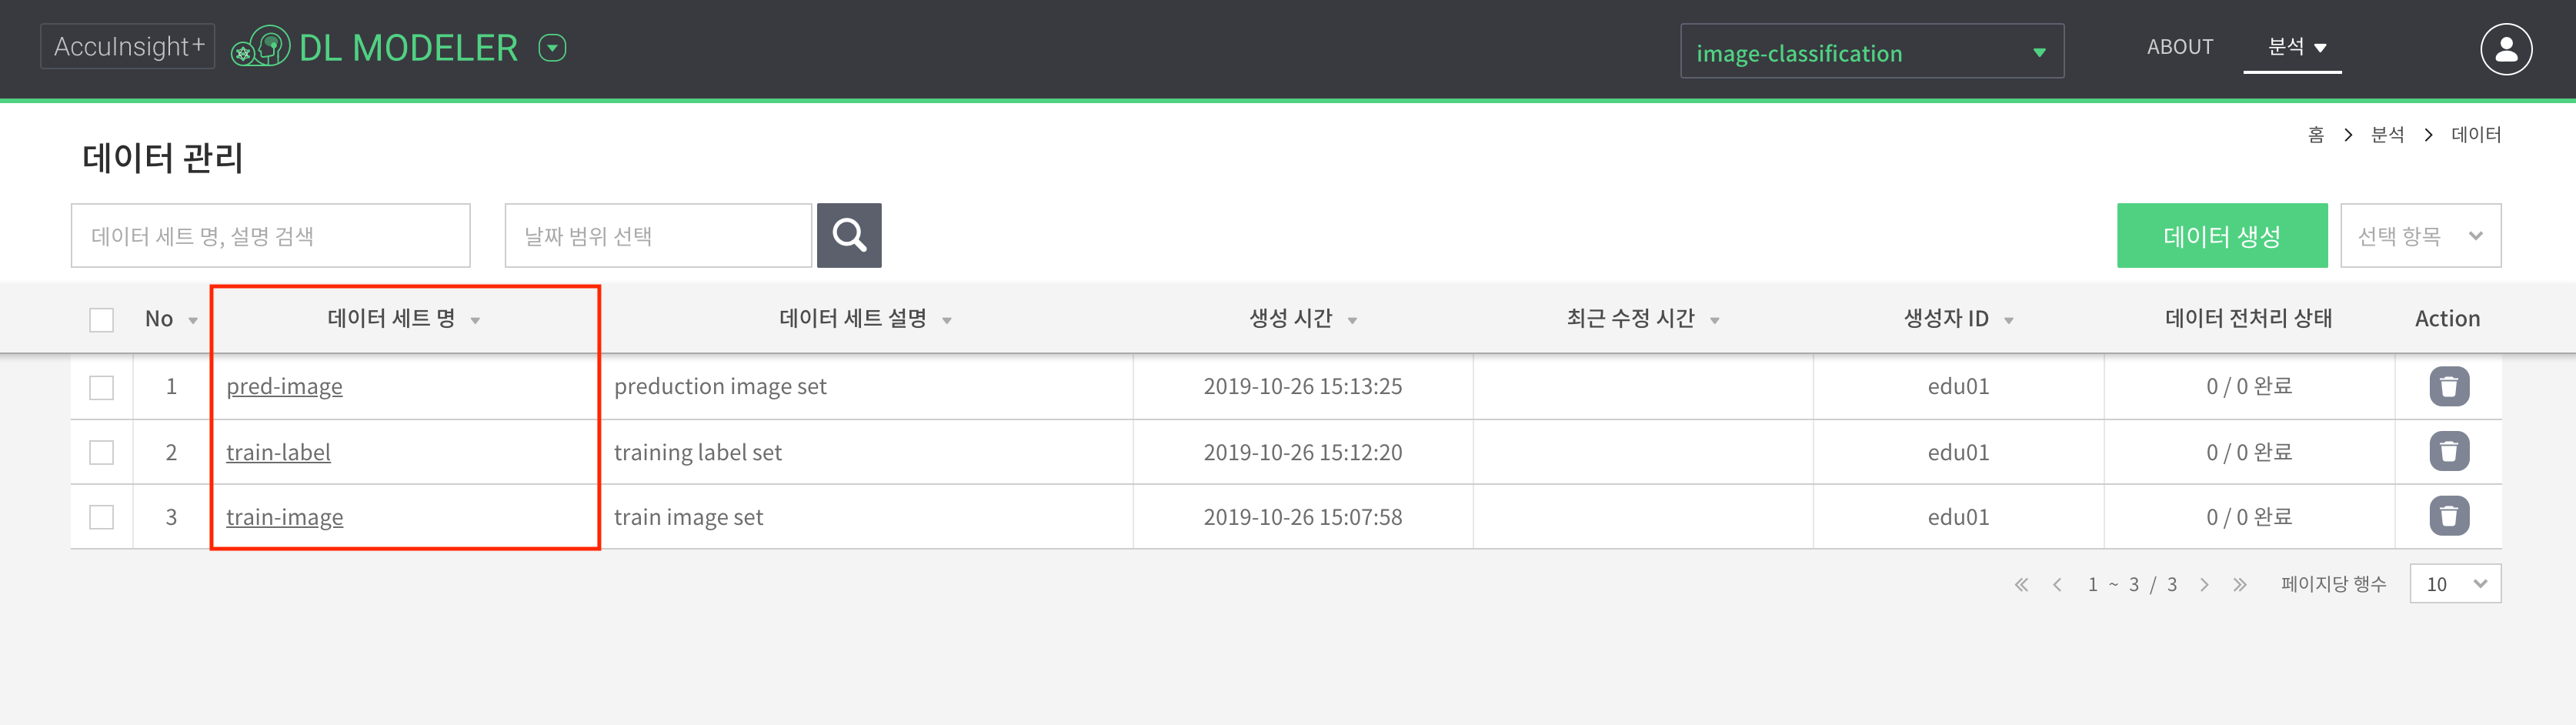 AccuInsight+ DL MODELER image-classification ABOUT 분석
홈 > 분석 > 데이터
데이터 관리
데이터 세트 명, 설명 검색 날짜 범위 선택 데이터 생성 선택 항목
No 데이터 세트 명 데이터 세트 설명 생성 시간 최근 수정 시간 생성자 ID 데이터 전처리 상태 Action
1 pred-image preduction image set 2019-10-26 15:13:25 edu01 0 / 0 완료
2 train-label training label set 2019-10-26 15:12:20 edu01 0 / 0 완료
3 train-image train image set 2019-10-26 15:07:58 edu01 0 / 0 완료
« < 1 ~ 3 / 3 > » 페이지당 행수 10